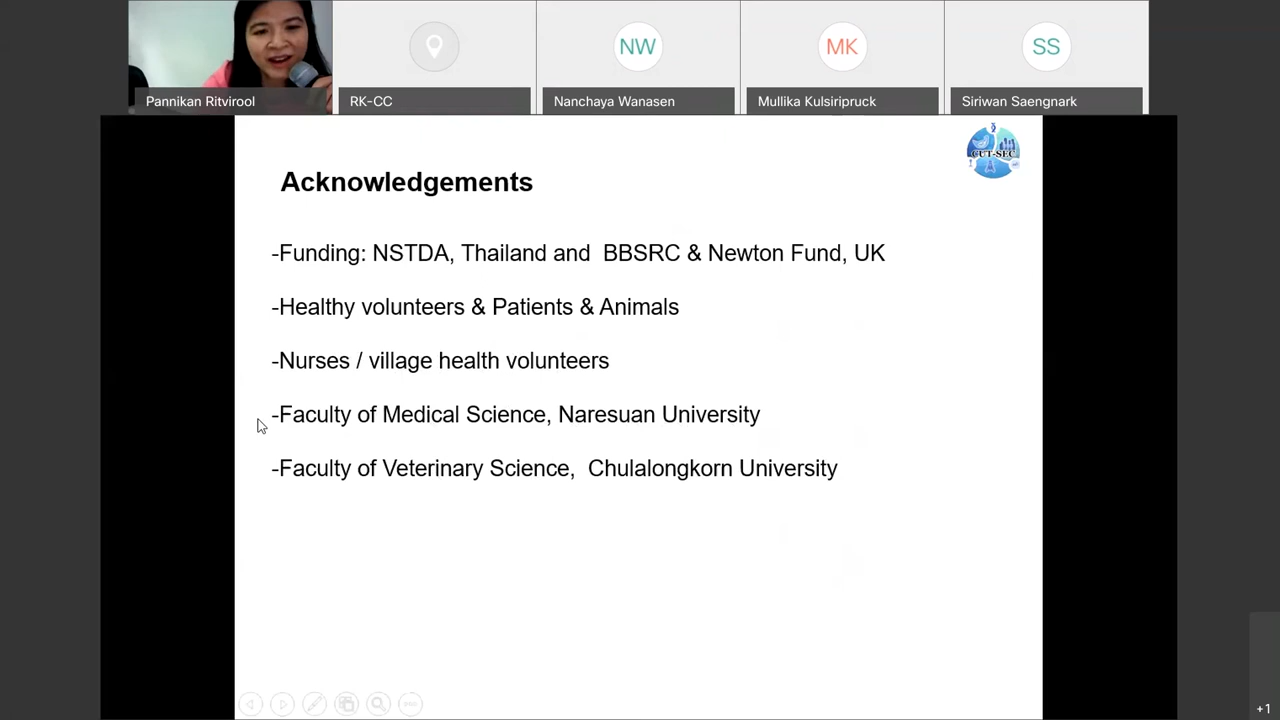 Pannikan Ritvirool
RK-CC
NW
Nanchaya Wanasen
MK
Mullika Kulsiripruck
SS
Siriwan Saengnark
CUT-SEC
Acknowledgements
-Funding: NSTDA, Thailand and BBSRC & Newton Fund, UK
-Healthy volunteers & Patients & Animals
-Nurses / village health volunteers
-Faculty of Medical Science, Naresuan University
-Faculty of Veterinary Science, Chulalongkorn University
+1